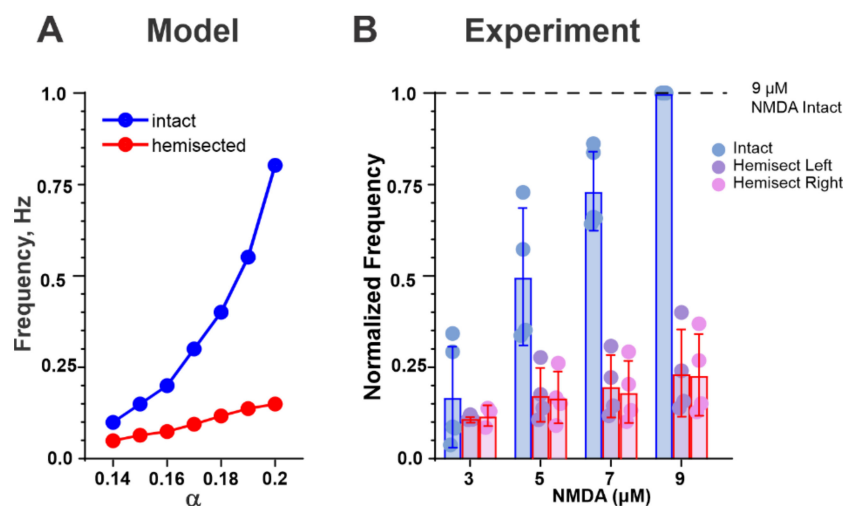 A Model
Frequency, Hz
1.0
0.75
0.5
0.25
0.0
intact
hemisected
0.14 0.16 0.18 0.2
α
B Experiment
Normalized Frequency
1.0
0.75
0.5
0.25
0.0
9 µM
NMDA Intact
Intact
Hemisect Left
Hemisect Right
3 5 7 9
NMDA (µM)